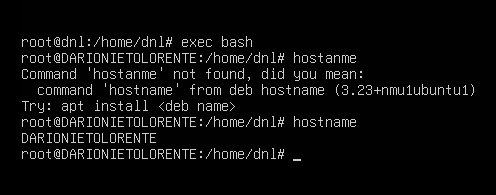 root@dnl:/home/dnl# exec bash
root@DARIONIETOLORENTE:/home/dnl# hostanme
Command 'hostanme' not found, did you mean:
  command 'hostname' from deb hostname (3.23+nmu1ubuntu1)
Try: apt install <deb name>
root@DARIONIETOLORENTE:/home/dnl# hostname
DARIONIETOLORENTE
root@DARIONIETOLORENTE:/home/dnl# _